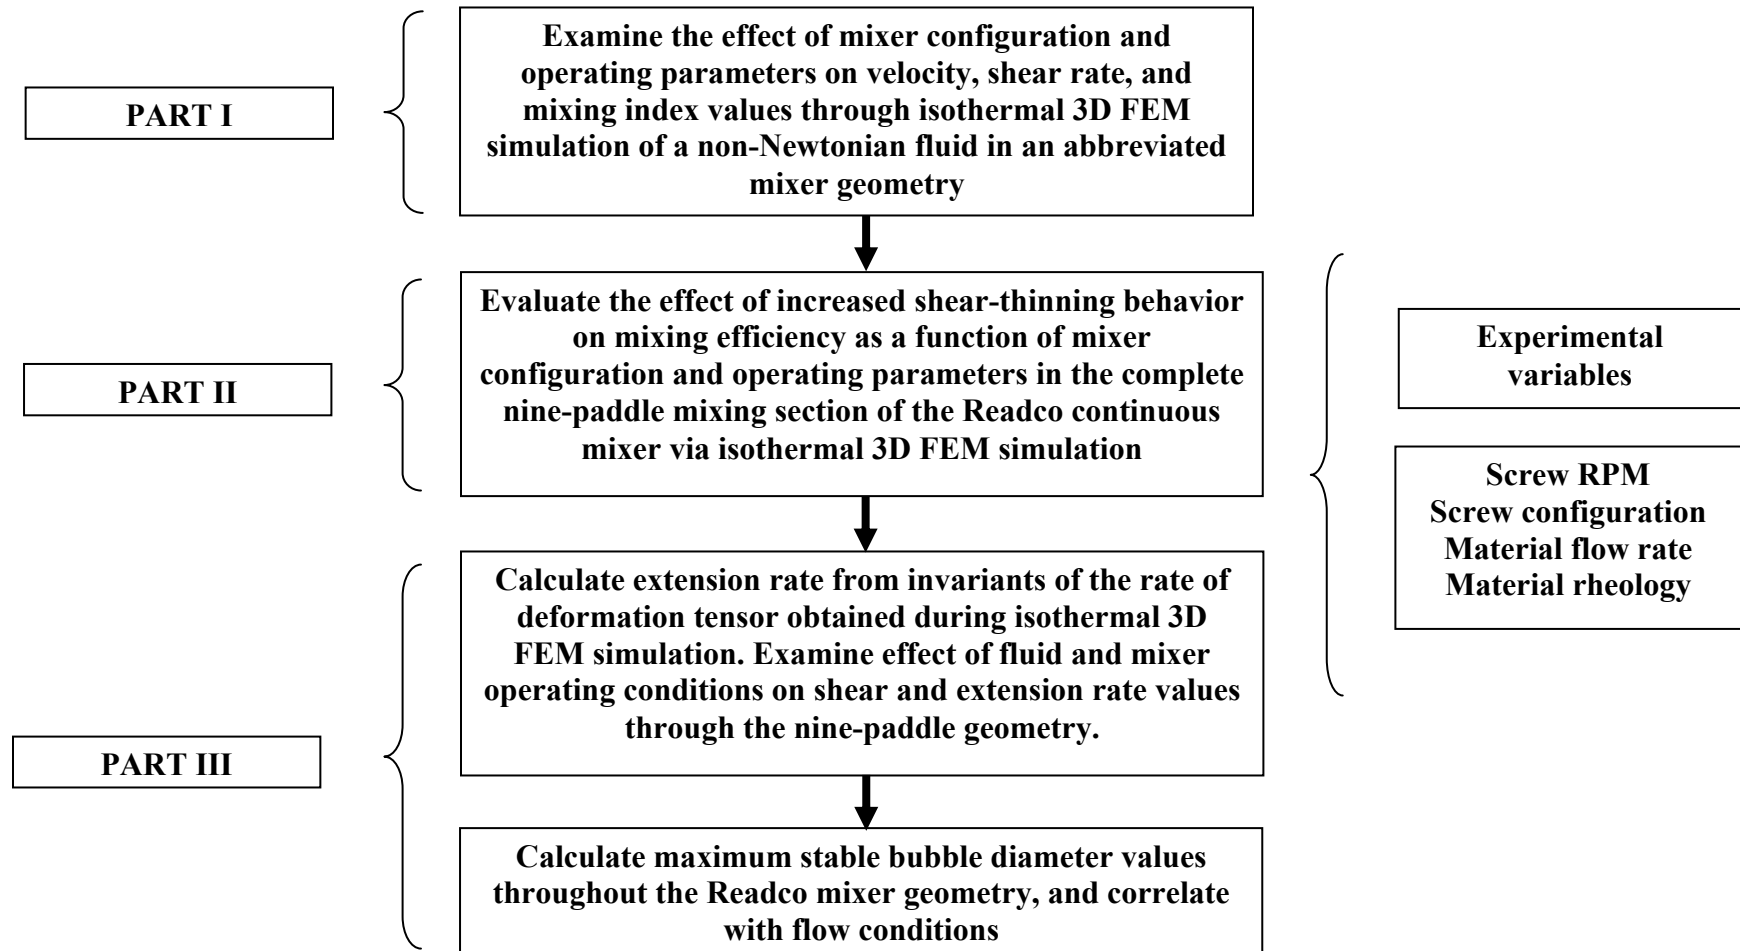 PART I
Examine the effect of mixer configuration and
operating parameters on velocity, shear rate, and
mixing index values through isothermal 3D FEM
simulation of a non-Newtonian fluid in an abbreviated
mixer geometry
PART II
Evaluate the effect of increased shear-thinning behavior
on mixing efficiency as a function of mixer
configuration and operating parameters in the complete
nine-paddle mixing section of the Readco continuous
mixer via isothermal 3D FEM simulation
Experimental
variables
Screw RPM
Screw configuration
Material flow rate
Material rheology
PART III
Calculate extension rate from invariants of the rate of
deformation tensor obtained during isothermal 3D
FEM simulation. Examine effect of fluid and mixer
operating conditions on shear and extension rate values
through the nine-paddle geometry.
Calculate maximum stable bubble diameter values
throughout the Readco mixer geometry, and correlate
with flow conditions